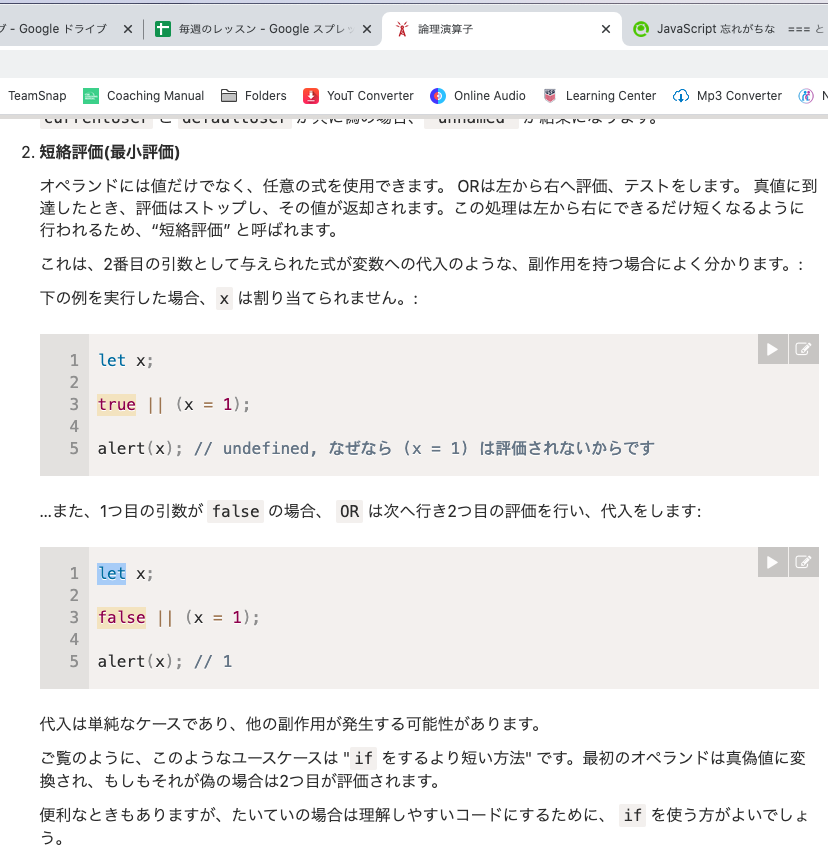 ブ - Google ドライブ × 毎週のレッスン - Google スプレッ × 論理演算子 × JavaScript 忘れがちな === と
TeamSnap Coaching Manual Folders YouT Converter Online Audio Learning Center Mp3 Converter N
currentUser と defaultUser が共に偽の場合、 "unnamed" が結果になります。
2. 短絡評価(最小評価)
オペランドには値だけでなく、任意の式を使用できます。 ORは左から右へ評価、テストをします。 真値に到
達したとき、評価はストップし、その値が返却されます。この処理は左から右にできるだけ短くなるように
行われるため、“短絡評価” と呼ばれます。
これは、2番目の引数として与えられた式が変数への代入のような、副作用を持つ場合によく分かります。:
下の例を実行した場合、 x は割り当てられません。:
1 let x;
2
3 true || (x = 1);
4
5 alert(x); // undefined, なぜなら (x = 1) は評価されないからです
...また、1つ目の引数が false の場合、 OR は次へ行き2つ目の評価を行い、代入をします:
1 let x;
2
3 false || (x = 1);
4
5 alert(x); // 1
代入は単純なケースであり、他の副作用が発生する可能性があります。
ご覧のように、このようなユースケースは "if をするより短い方法" です。最初のオペランドは真偽値に変
換され、もしもそれが偽の場合は2つ目が評価されます。
便利なときもありますが、たいていの場合は理解しやすいコードにするために、 if を使う方がよいでしょ
う。